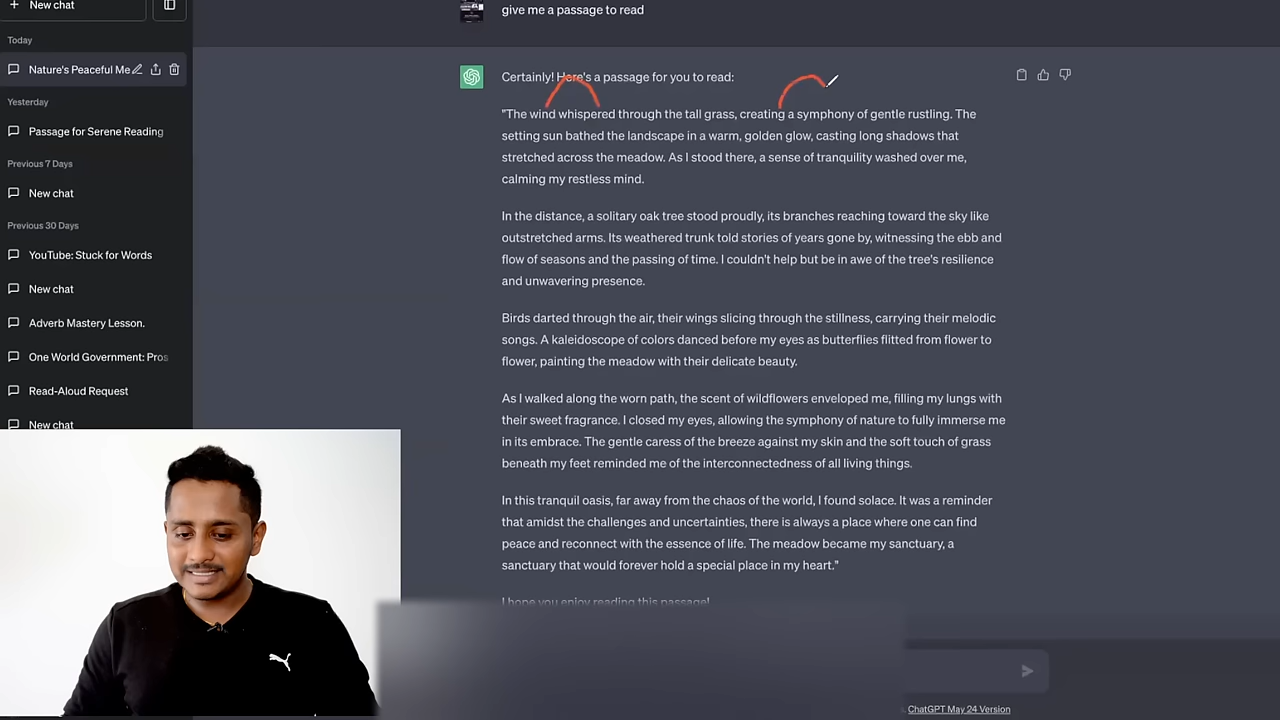 New chat
give me a passage to read
Today
Nature's Peaceful Me
Yesterday
Passage for Serene Reading
Previous 7 Days
New chat
Previous 30 Days
YouTube: Stuck for Words
New chat
Adverb Mastery Lesson.
One World Government: Pros
Read-Aloud Request
New chat
Certainly! Here's a passage for you to read:
"The wind whispered through the tall grass, creating a symphony of gentle rustling. The
setting sun bathed the landscape in a warm, golden glow, casting long shadows that
stretched across the meadow. As I stood there, a sense of tranquility washed over me,
calming my restless mind.
In the distance, a solitary oak tree stood proudly, its branches reaching toward the sky like
outstretched arms. Its weathered trunk told stories of years gone by, witnessing the ebb and
flow of seasons and the passing of time. I couldn't help but be in awe of the tree's resilience
and unwavering presence.
Birds darted through the air, their wings slicing through the stillness, carrying their melodic
songs. A kaleidoscope of colors danced before my eyes as butterflies flitted from flower to
flower, painting the meadow with their delicate beauty.
As I walked along the worn path, the scent of wildflowers enveloped me, filling my lungs with
their sweet fragrance. I closed my eyes, allowing the symphony of nature to fully immerse me
in its embrace. The gentle caress of the breeze against my skin and the soft touch of grass
beneath my feet reminded me of the interconnectedness of all living things.
In this tranquil oasis, far away from the chaos of the world, I found solace. It was a reminder
that amidst the challenges and uncertainties, there is always a place where one can find
peace and reconnect with the essence of life. The meadow became my sanctuary, a
sanctuary that would forever hold a special place in my heart."
I hope you enjoy reading this passage!
ChatGPT May 24 Version